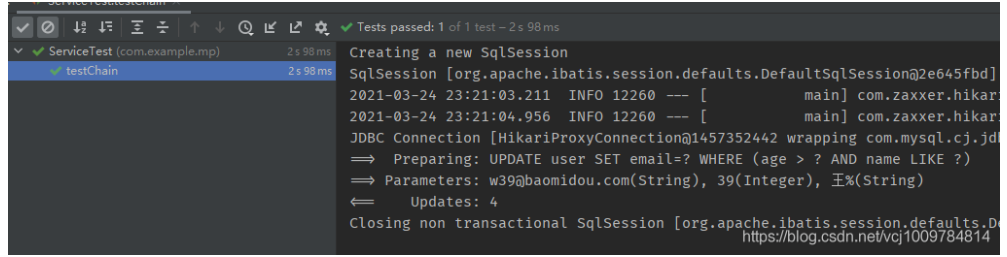 ServiceTest.testChain
Tests passed: 1 of 1 test – 2 s 98 ms
ServiceTest (com.example.mp) 2 s 98 ms
testChain 2 s 98 ms
Creating a new SqlSession
SqlSession [org.apache.ibatis.session.defaults.DefaultSqlSession@2e645fbd]
2021-03-24 23:21:03.211  INFO 12260 --- [           main] com.zaxxer.hikari
2021-03-24 23:21:04.956  INFO 12260 --- [           main] com.zaxxer.hikari
JDBC Connection [HikariProxyConnection@1457352442 wrapping com.mysql.cj.jdb
==>  Preparing: UPDATE user SET email=? WHERE (age > ? AND name LIKE ?)
==> Parameters: w39@baomidou.com(String), 39(Integer), 王%(String)
<==    Updates: 4
Closing non transactional SqlSession [org.apache.ibatis.session.defaults.De
https://blog.csdn.net/vcj1009784814